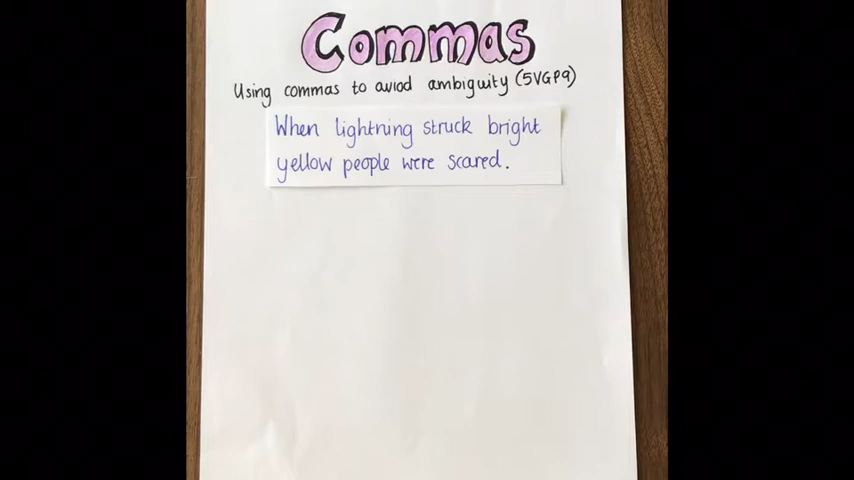 Commas
Using commas to aviod ambiguity (5VGP9)
When lightning struck bright
yellow people were scared.